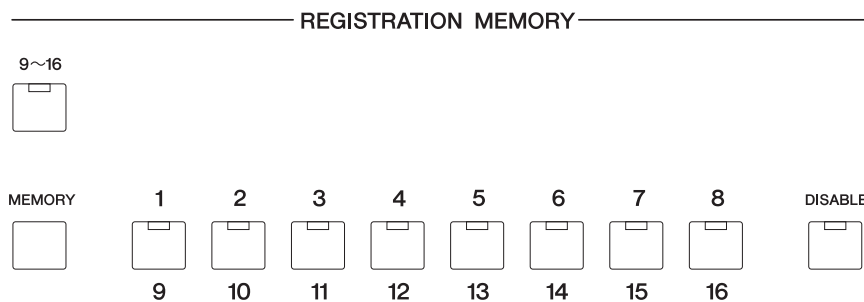 REGISTRATION MEMORY
9～16
MEMORY 1 2 3 4 5 6 7 8 DISABLE
9 10 11 12 13 14 15 16